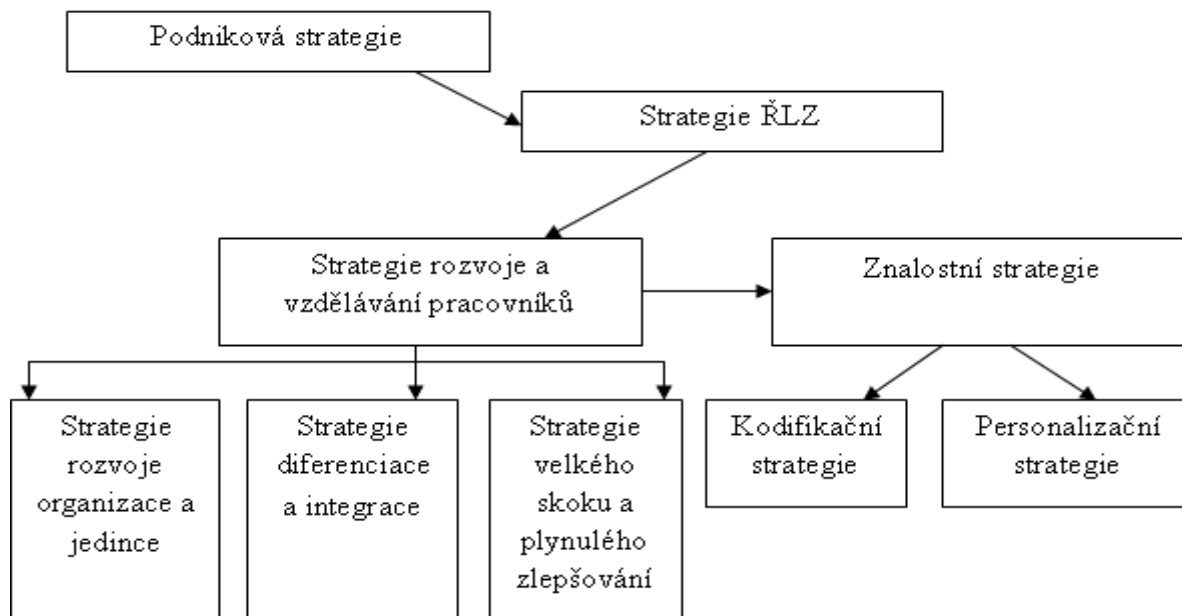 Podniková strategie
Strategie ŘLZ
Strategie rozvoje a
vzdělávání pracovníků
Znalostní strategie
Strategie
rozvoje
organizace a
jedince
Strategie
diferenciace
a integrace
Strategie
velkého
skoku a
plynulého
zlepšování
Kodifikační
strategie
Personalizační
strategie